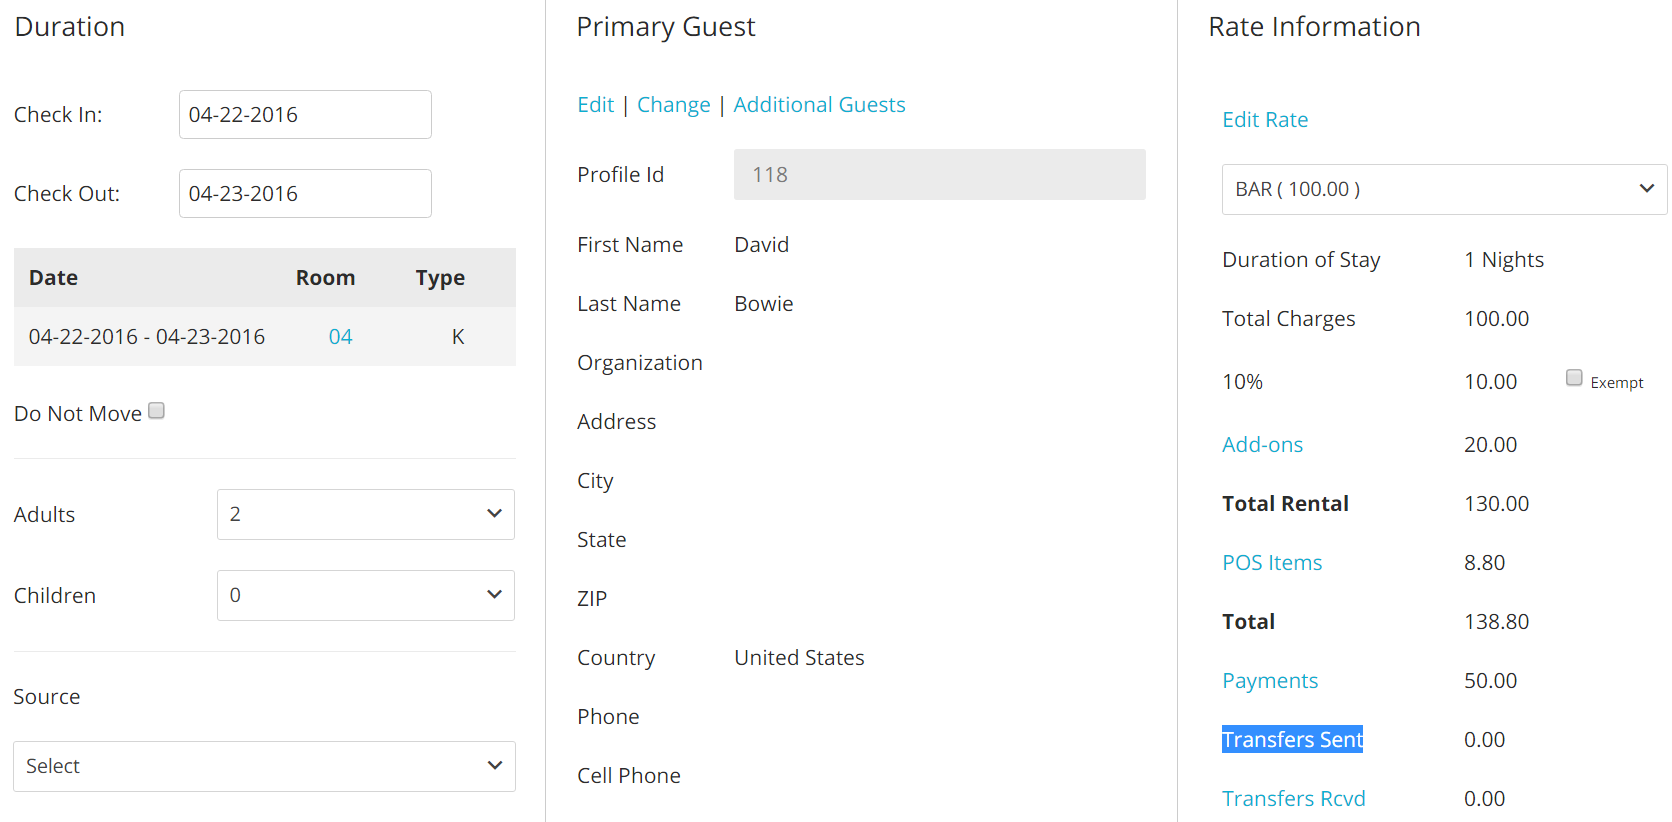 Duration
Check In: 04-22-2016
Check Out: 04-23-2016
Date Room Type
04-22-2016 - 04-23-2016 04 K
Do Not Move
Adults 2
Children 0
Source
Select
Primary Guest
Edit | Change | Additional Guests
Profile Id 118
First Name David
Last Name Bowie
Organization
Address
City
State
ZIP
Country United States
Phone
Cell Phone
Rate Information
Edit Rate
BAR ( 100.00 )
Duration of Stay 1 Nights
Total Charges 100.00
10% 10.00 Exempt
Add-ons 20.00
Total Rental 130.00
POS Items 8.80
Total 138.80
Payments 50.00
Transfers Sent 0.00
Transfers Rcvd 0.00